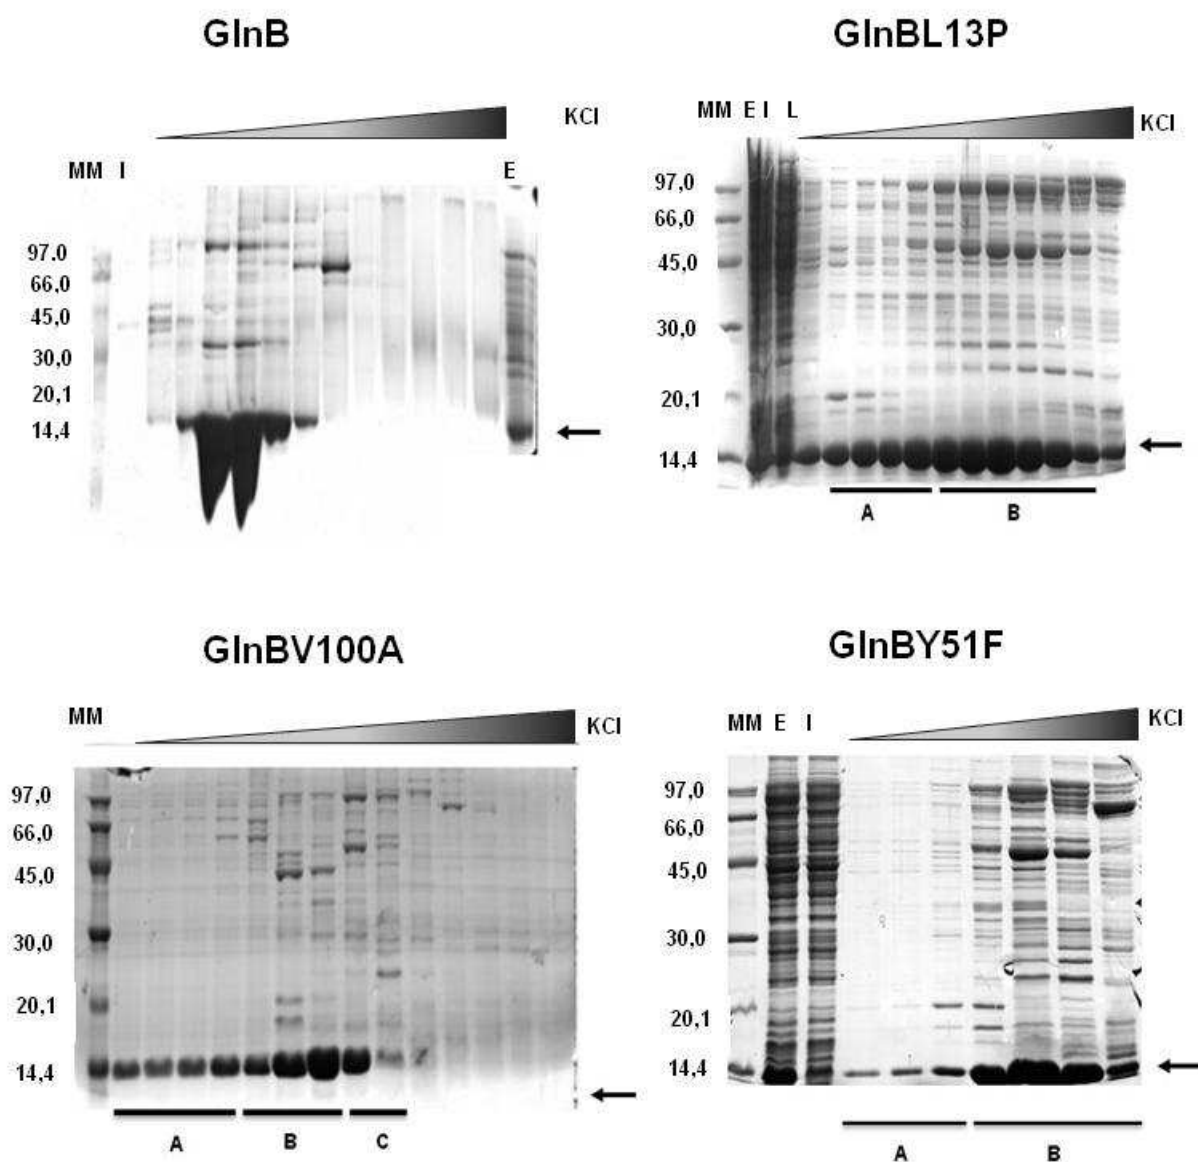 GlnB
KCl
MM I E
97.0
66,0
45,0
30,0
20,1
14,4
GlnBL13P
MM E I L
KCl
97,0
66,0
45,0
30,0
20,1
14,4
A B
GlnBV100A
MM
KCl
97,0
66,0
45,0
30,0
20,1
14,4
A B C
GlnBY51F
MM E I
KCl
97,0
66,0
45,0
30,0
20,1
14,4
A B